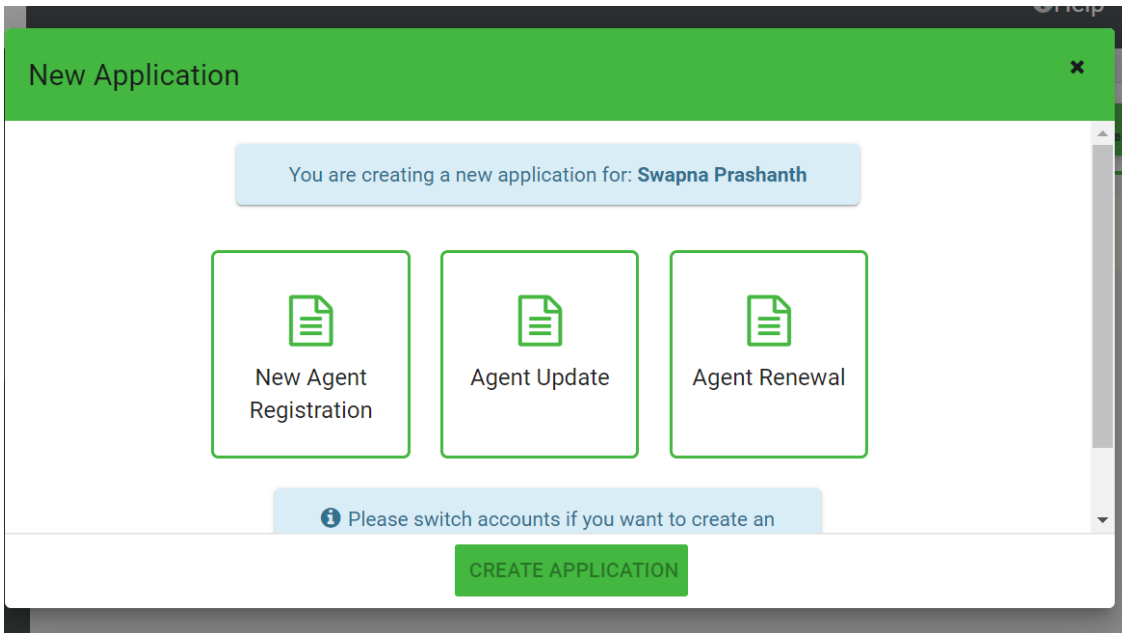 Help
New Application
You are creating a new application for: Swapna Prashanth
New Agent
Registration
Agent Update
Agent Renewal
Please switch accounts if you want to create an
CREATE APPLICATION